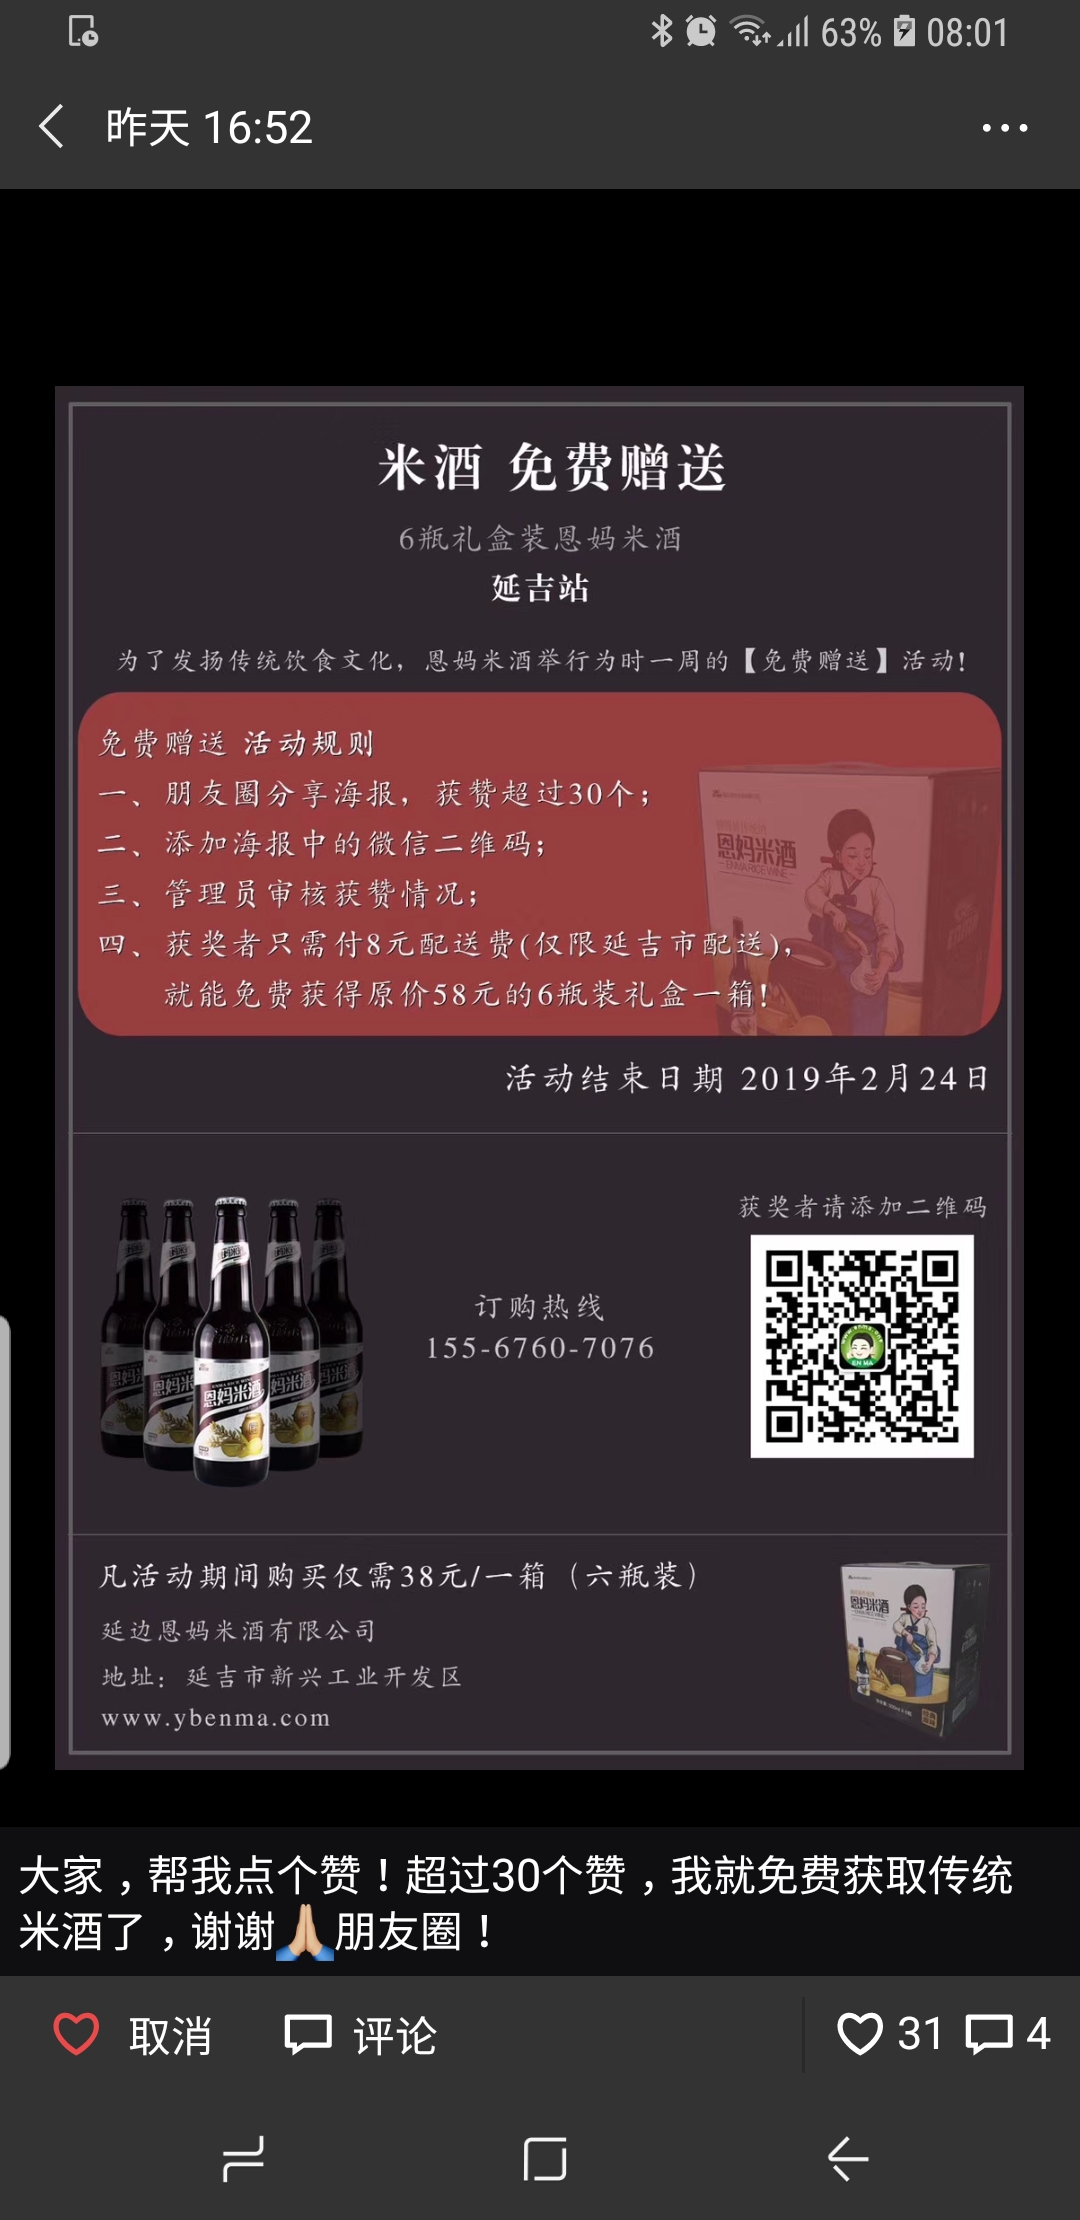 63% 08:01
昨天 16:52
米酒 免费赠送
6瓶礼盒装恩妈米酒
延吉站
为了发扬传统饮食文化，恩妈米酒举行为时一周的【免费赠送】活动！
免费赠送 活动规则
一、朋友圈分享海报，获赞超过30个；
二、添加海报中的微信二维码；
三、管理员审核获赞情况；
四、获奖者只需付8元配送费(仅限延吉市配送)，
就能免费获得原价58元的6瓶装礼盒一箱！
恩妈米酒
ENMA RICE WINE
活动结束日期 2019年2月24日
获奖者请添加二维码
订购热线
155-6760-7076
EN MA
恩妈米酒
凡活动期间购买仅需38元/一箱（六瓶装）
延边恩妈米酒有限公司
地址：延吉市新兴工业开发区
www.ybenma.com
恩妈米酒
大家，帮我点个赞！超过30个赞，我就免费获取传统
米酒了，谢谢🙏朋友圈！
取消 评论 31 4